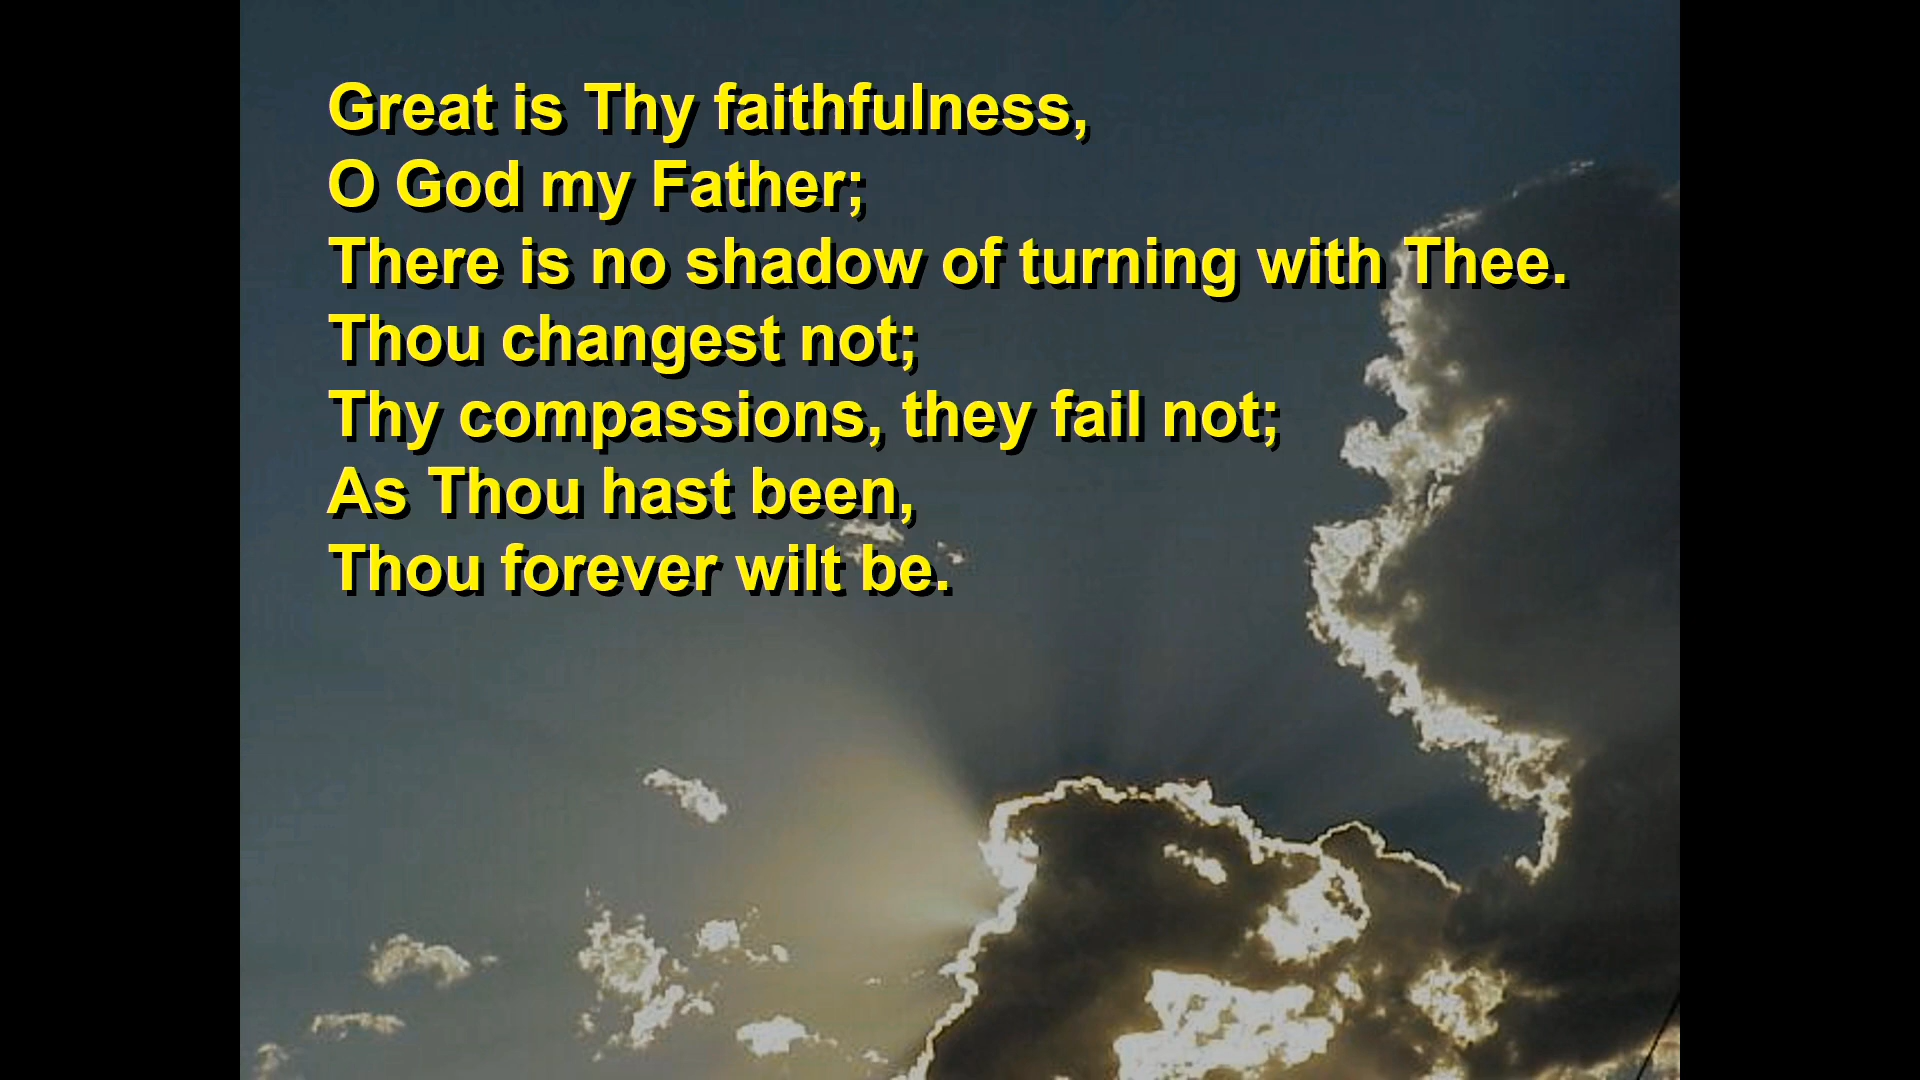 Great is Thy faithfulness,
O God my Father;
There is no shadow of turning with Thee.
Thou changest not;
Thy compassions, they fail not;
As Thou hast been,
Thou forever wilt be.